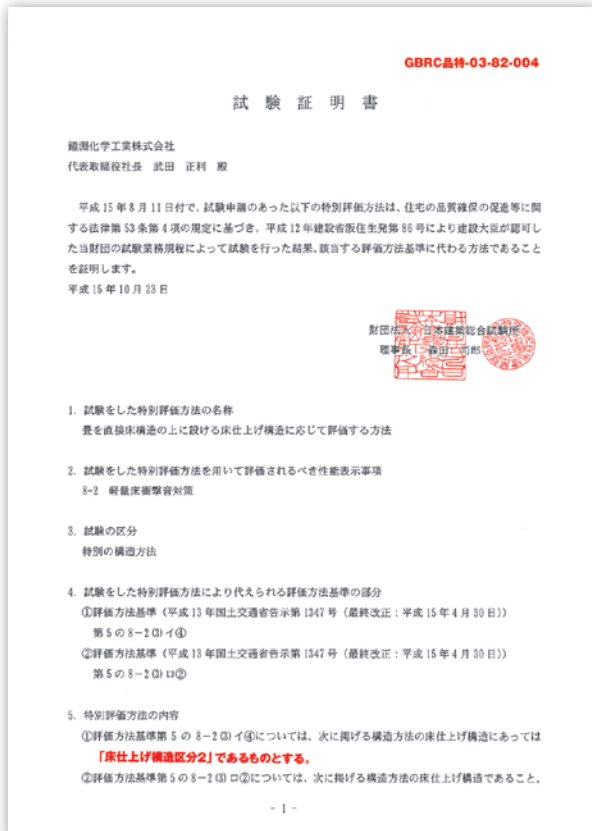 GBRC品特-03-82-004
試験証明書
鐘淵化学工業株式会社
代表取締役社長 武田 正利 殿
平成15年8月11日付で、試験申請のあった以下の特別評価方法は、住宅の品質確保の促進等に関
する法律第53条第4項の規定に基づき、平成12年建設省阪住生発第86号により建設大臣が認可し
た当財団の試験業務規程によって試験を行った結果、該当する評価方法基準に代わる方法であること
を証明します。
平成15年10月23日
財団法人 日本建築総合試験所
理事長 森田 司郎
1. 試験をした特別評価方法の名称
畳を直接床構造の上に設ける床仕上げ構造に応じて評価する方法
2. 試験をした特別評価方法を用いて評価されるべき性能表示事項
8-2 軽量床衝撃音対策
3. 試験の区分
特別の構造方法
4. 試験をした特別評価方法により代えられる評価方法基準の部分
①評価方法基準（平成13年国土交通省告示第1347号（最終改正：平成15年4月30日））
第5の8－2(3)イ④
②評価方法基準（平成13年国土交通省告示第1347号（最終改正：平成15年4月30日））
第5の8－2(3)ロ②
5. 特別評価方法の内容
①評価方法基準第5の8－2(3)イ④については、次に掲げる構造方法の床仕上げ構造にあっては
「床仕上げ構造区分2」であるものとする。
②評価方法基準第5の8－2(3)ロ②については、次に掲げる構造方法の床仕上げ構造であること。
- 1 -